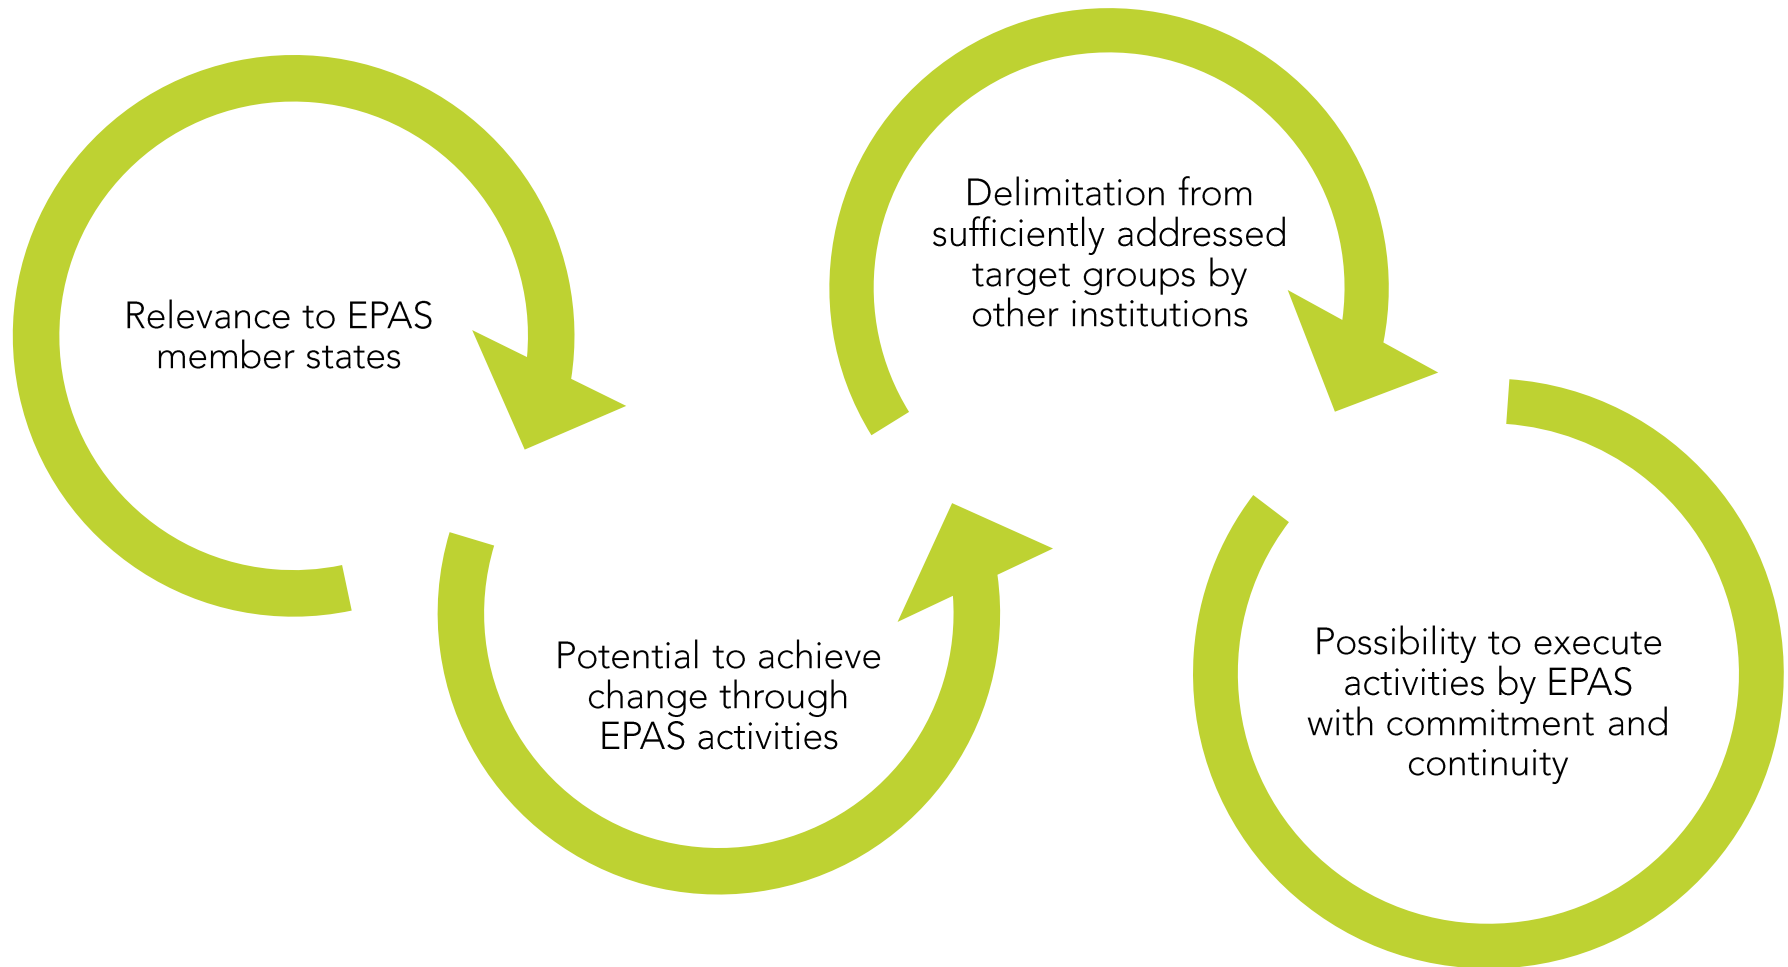 Relevance to EPAS
member states
Potential to achieve
change through
EPAS activities
Delimitation from
sufficiently addressed
target groups by
other institutions
Possibility to execute
activities by EPAS
with commitment and
continuity